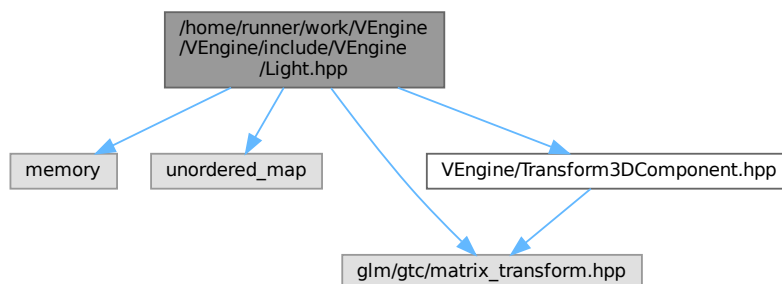 /home/runner/work/VEngine
/VEngine/include/VEngine
/Light.hpp
memory
unordered_map
VEngine/Transform3DComponent.hpp
glm/gtc/matrix_transform.hpp